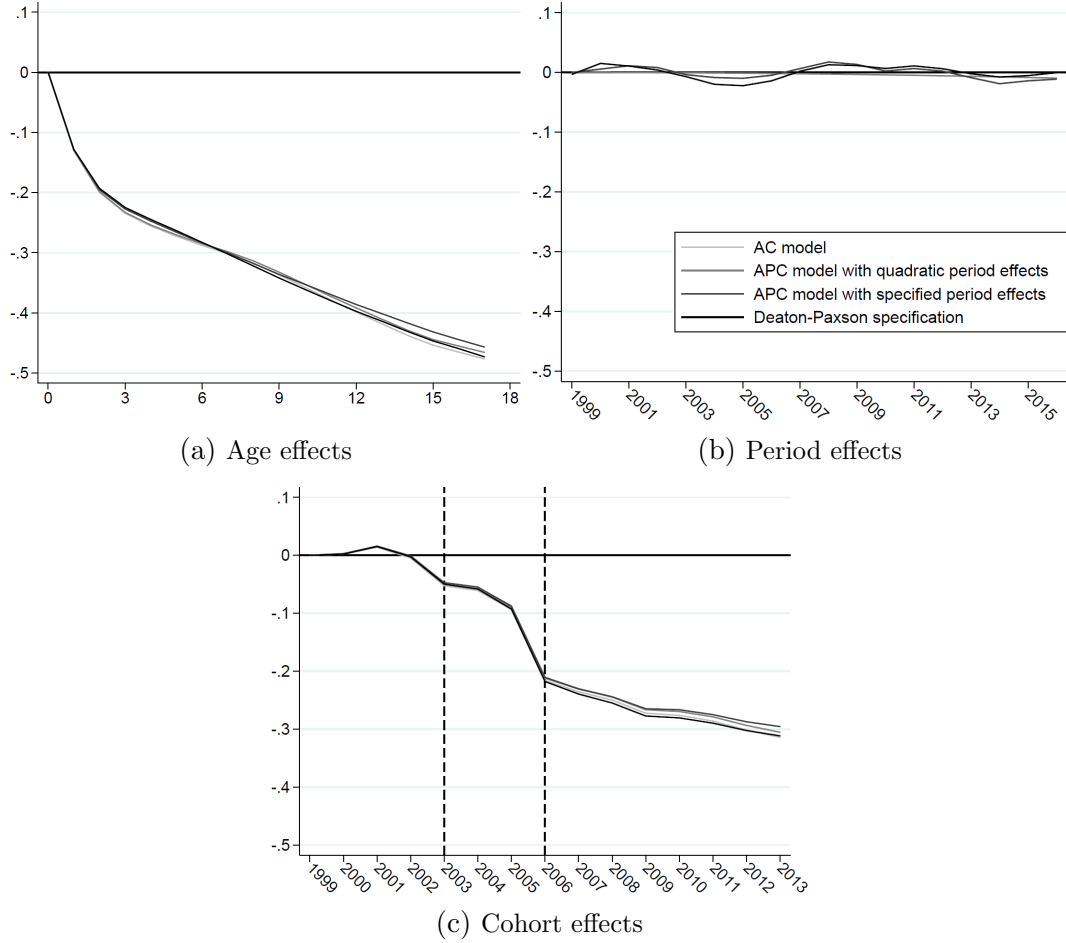 .1
0
-.1
-.2
-.3
-.4
-.5
0 3 6 9 12 15 18
(a) Age effects
.1
0
-.1
-.2
-.3
-.4
-.5
AC model
APC model with quadratic period effects
APC model with specified period effects
Deaton-Paxson specification
1999 2001 2003 2005 2007 2009 2011 2013 2015
(b) Period effects
.1
0
-.1
-.2
-.3
-.4
-.5
1999 2000 2001 2002 2003 2004 2005 2006 2007 2008 2009 2010 2011 2012 2013
(c) Cohort effects